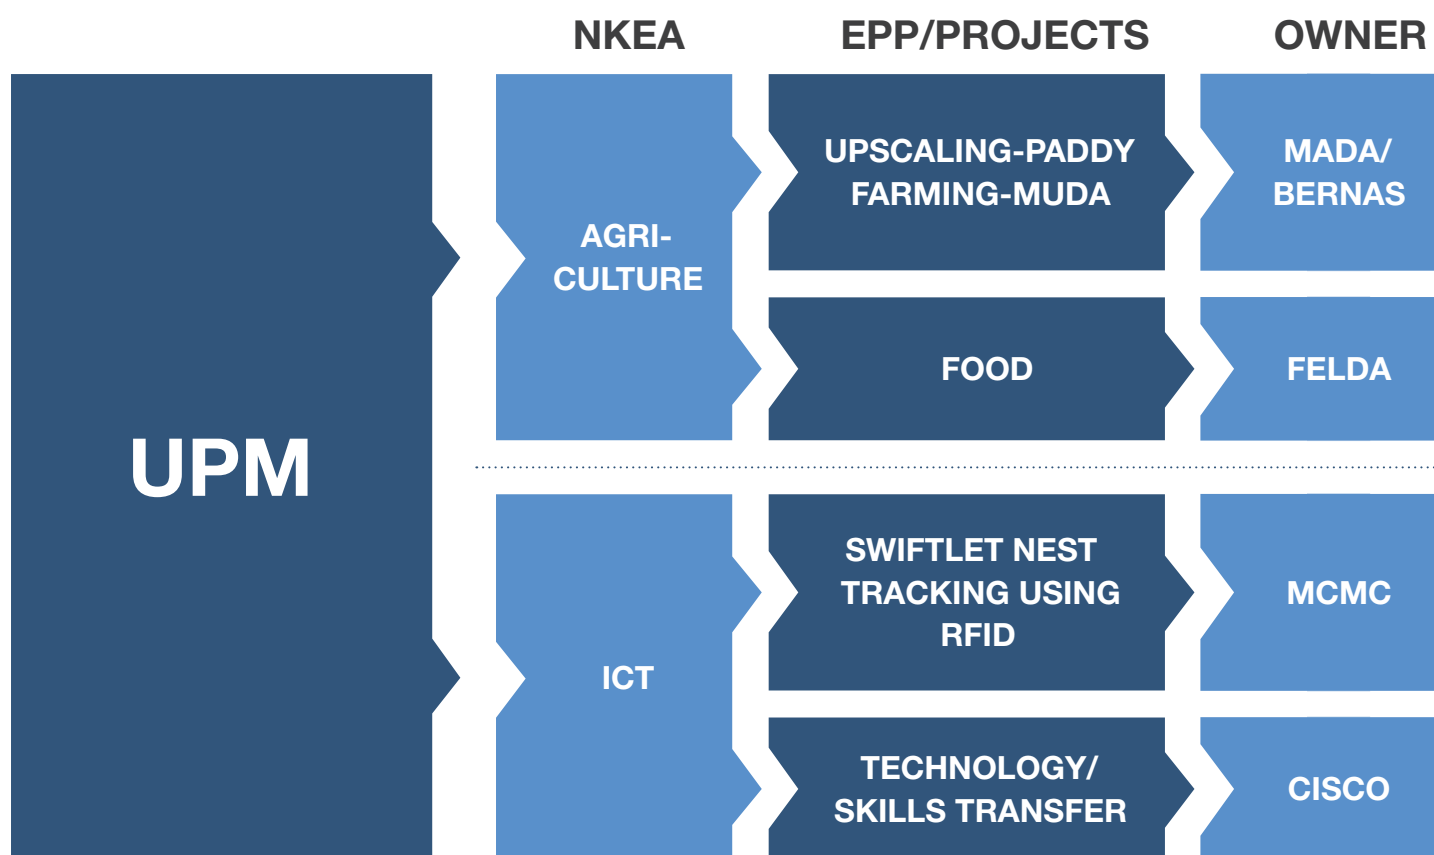 NKEA
EPP/PROJECTS
OWNER
UPM
AGRI-
CULTURE
UPSCALING-PADDY
FARMING-MUDA
MADA/
BERNAS
FOOD
FELDA
ICT
SWIFTLET NEST
TRACKING USING
RFID
MCMC
TECHNOLOGY/
SKILLS TRANSFER
CISCO